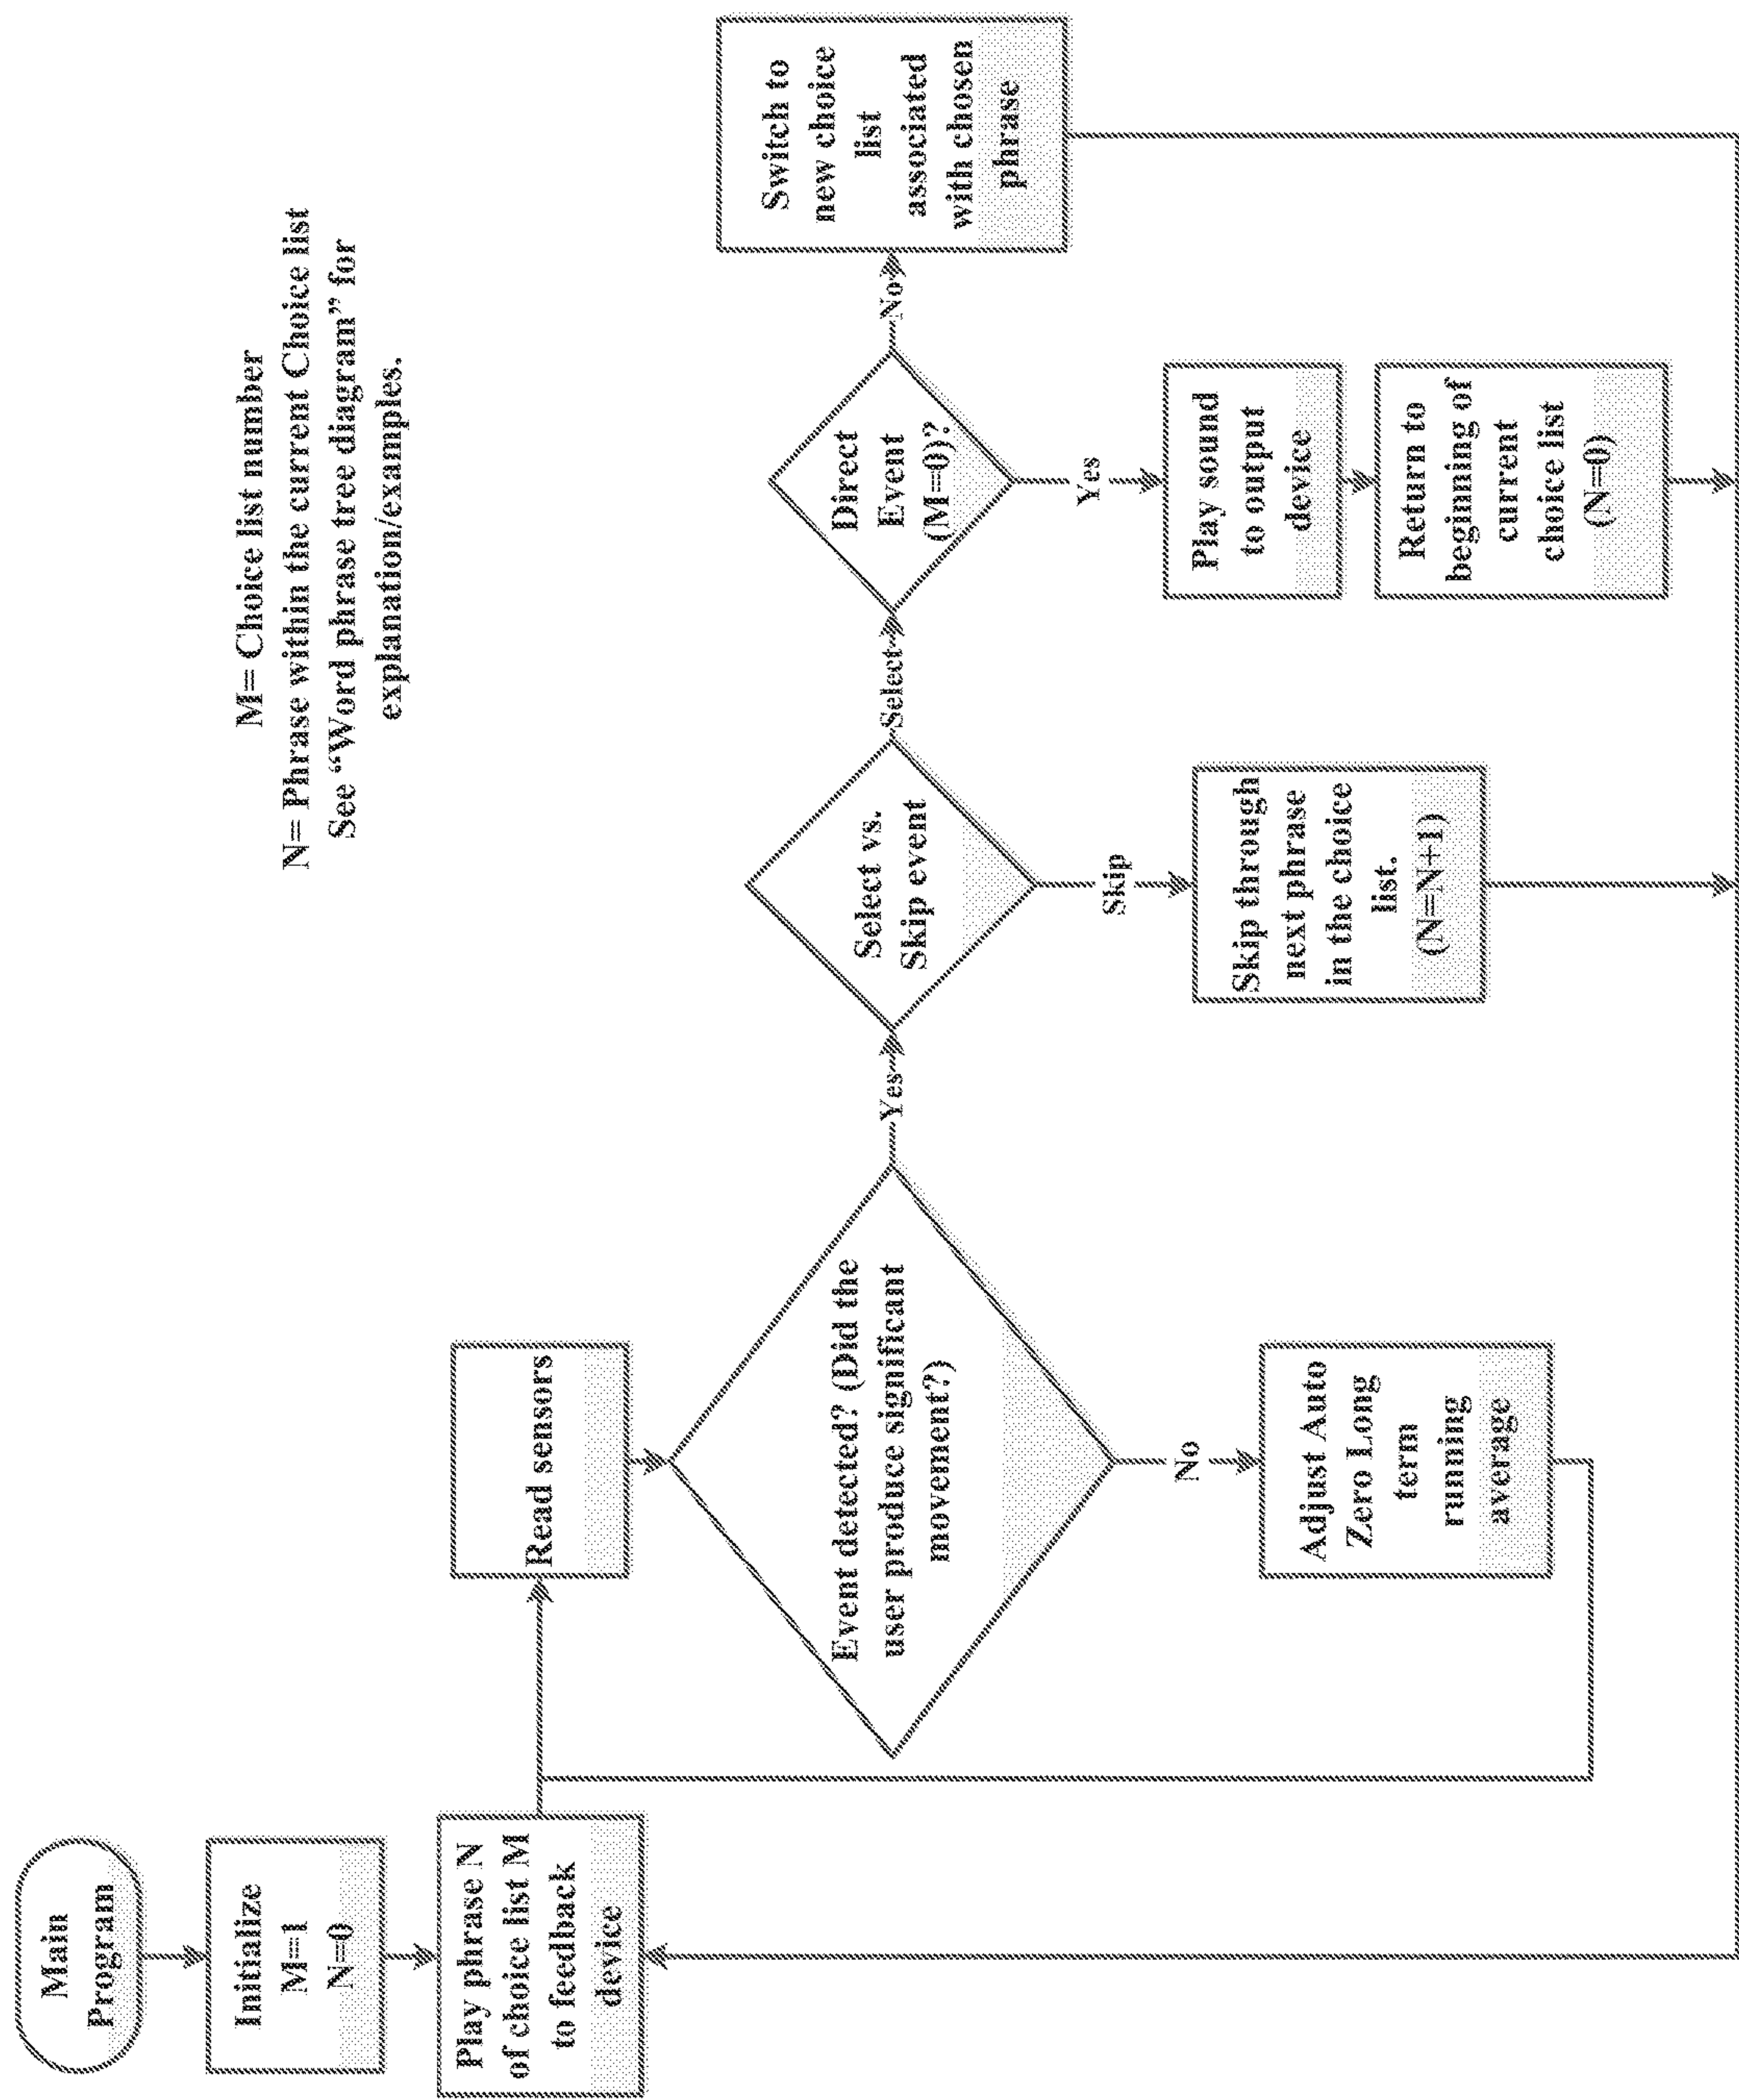 M= Choice list number
N= Phrase within the current Choice list
See “Word phrase tree diagram” for
explanation/examples.
Main
Program
Initialize
M=1
N=0
Play phrase N
of choice list M
to feedback
device
Read sensors
Event detected? (Did the
user produce significant
movement?)
No
Adjust Auto
Zero Long
term
running
average
Yes
Select vs.
Skip event
Skip
Skip through
next phrase
in the choice
list.
(N=N+1)
Select
Direct
Event
(M=0)?
Yes
Play sound
to output
device
Return to
beginning of
current
choice list
(N=0)
No
Switch to
new choice
list
associated
with chosen
phrase